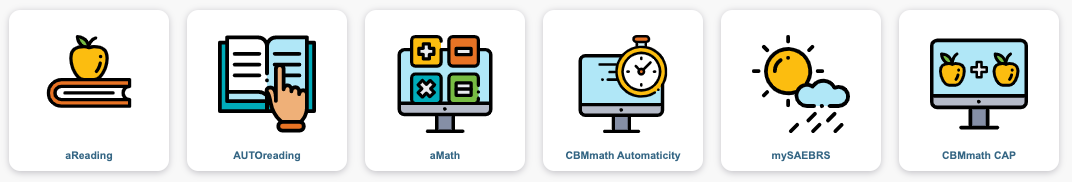 aReading
AUTOreading
aMath
CBMmath Automaticity
mySAEBRS
CBMmath CAP